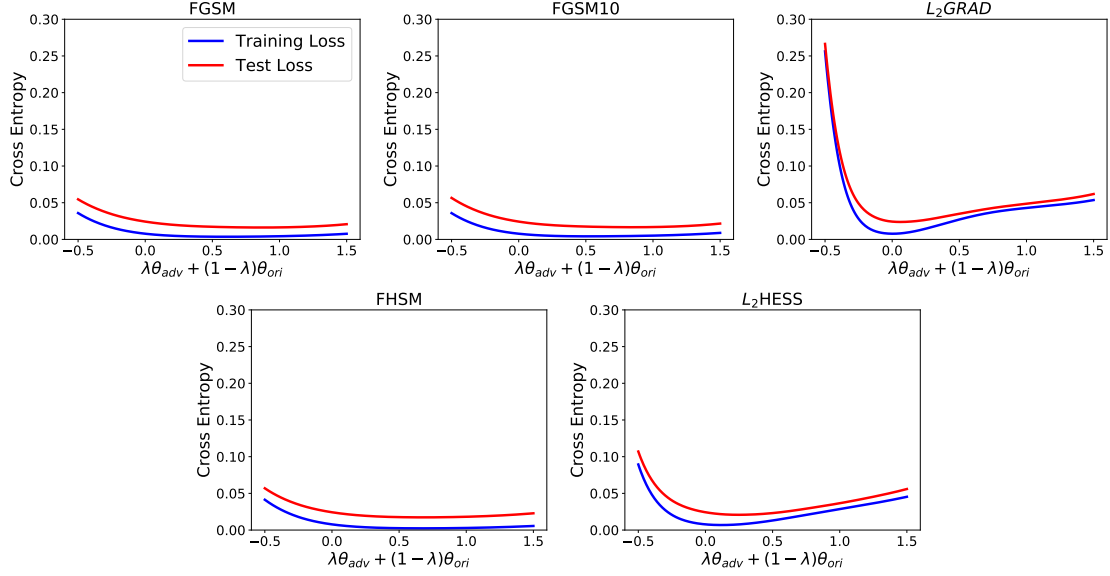 FGSM
0.30
0.25
0.20
0.15
0.10
0.05
0.00
Cross Entropy
Training Loss
Test Loss
−0.5 0.0 0.5 1.0 1.5
λθ_adv + (1 − λ)θ_ori
FGSM10
0.30
0.25
0.20
0.15
0.10
0.05
0.00
Cross Entropy
−0.5 0.0 0.5 1.0 1.5
λθ_adv + (1 − λ)θ_ori
L₂GRAD
0.30
0.25
0.20
0.15
0.10
0.05
0.00
Cross Entropy
−0.5 0.0 0.5 1.0 1.5
λθ_adv + (1 − λ)θ_ori
FHSM
0.30
0.25
0.20
0.15
0.10
0.05
0.00
Cross Entropy
−0.5 0.0 0.5 1.0 1.5
λθ_adv + (1 − λ)θ_ori
L₂HESS
0.30
0.25
0.20
0.15
0.10
0.05
0.00
Cross Entropy
−0.5 0.0 0.5 1.0 1.5
λθ_adv + (1 − λ)θ_ori